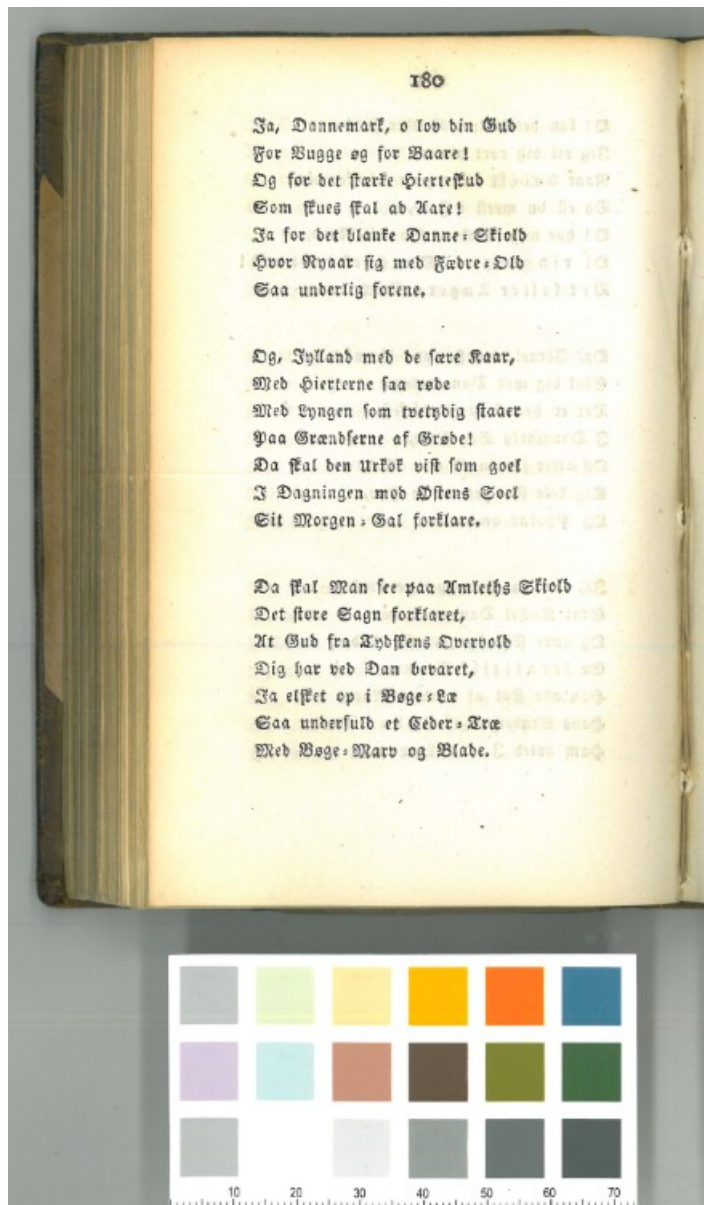 180
Ja, Dannemark, o lov din Gud
For Vugge og for Baare!
Og for det stærke Hierteskud
Som skues skal ad Aare!
Ja for det blanke Danne-Skiold
Hvor Nyaar sig med Fædre-Old
Saa underlig forene.
Og, Jylland med de sære Kaar,
Med Hierterne saa røde
Med Lyngen som tvetydig staaer
Paa Grændserne af Grøde!
Da skal den Urkok vist som goel
I Dagningen mod Østens Soel
Sit Morgen-Gal forklare.
Da skal Man see paa Amleths Skiold
Det store Sagn forklaret,
At Gud fra Tydskens Overvold
Dig har ved Dan bevaret,
Ja elsket op i Bøge-Læ
Saa underfuld et Ceder-Træ
Med Bøge-Marv og Blade.
10 20 30 40 50 60 70